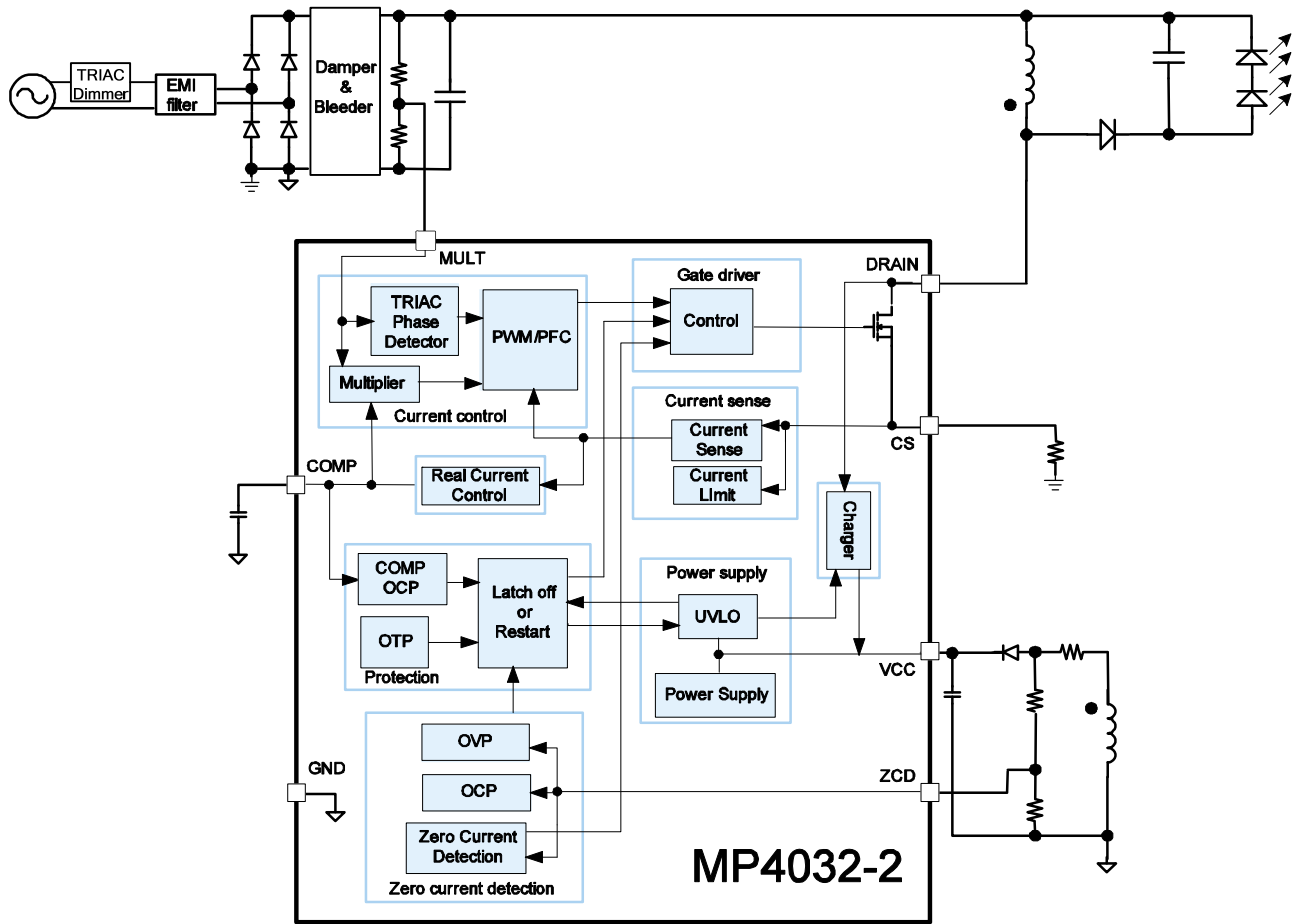 TRIAC
Dimmer
EMI
filter
Damper
&
Bleeder
MULT
DRAIN
Gate driver
TRIAC
Phase
Detector
PWM/PFC
Control
Multiplier
Current control
Current sense
Current
Sense
CS
COMP
Real Current
Control
Current
LImit
Charger
COMP
OCP
Latch off
or
Restart
Power supply
UVLO
OTP
Protection
VCC
Power Supply
OVP
GND
ZCD
OCP
Zero Current
Detection
Zero current detection
MP4032-2